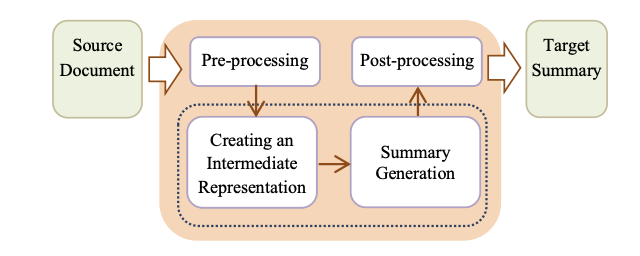 Source
Document
Pre-processing
Post-processing
Target
Summary
Creating an
Intermediate
Representation
Summary
Generation